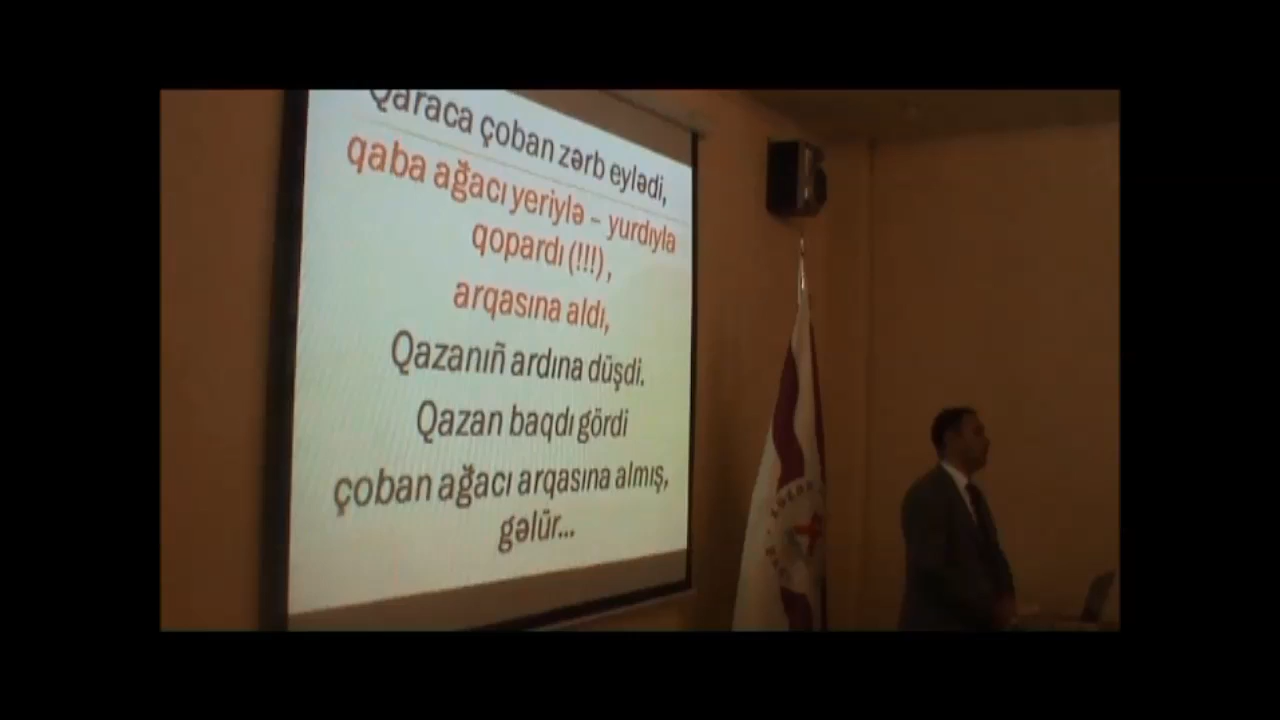 Qaraca çoban zərb eylədi,
qaba ağacı yeriylə – yurdıyla
qopardı (!!!),
arqasına aldı,
Qazanıñ ardına düşdi.
Qazan baqdı gördi
çoban ağacı arqasına almış,
gəlür...